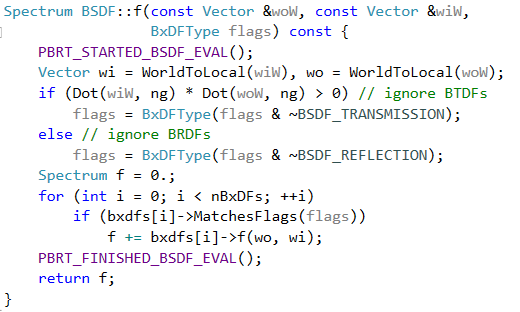 Spectrum BSDF::f(const Vector &woW, const Vector &wiW,
                 BxDFType flags) const {
    PBRT_STARTED_BSDF_EVAL();
    Vector wi = WorldToLocal(wiW), wo = WorldToLocal(woW);
    if (Dot(wiW, ng) * Dot(woW, ng) > 0) // ignore BTDFs
        flags = BxDFType(flags & ~BSDF_TRANSMISSION);
    else // ignore BRDFs
        flags = BxDFType(flags & ~BSDF_REFLECTION);
    Spectrum f = 0.;
    for (int i = 0; i < nBxDFs; ++i)
        if (bxdfs[i]->MatchesFlags(flags))
            f += bxdfs[i]->f(wo, wi);
    PBRT_FINISHED_BSDF_EVAL();
    return f;
}